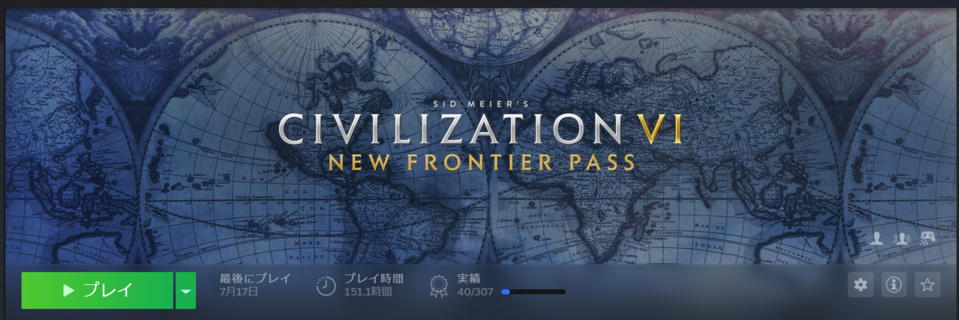 SID MEIER'S
CIVILIZATION VI
NEW FRONTIER PASS
プレイ
最後にプレイ
7月17日
プレイ時間
151.1時間
実績
40/307